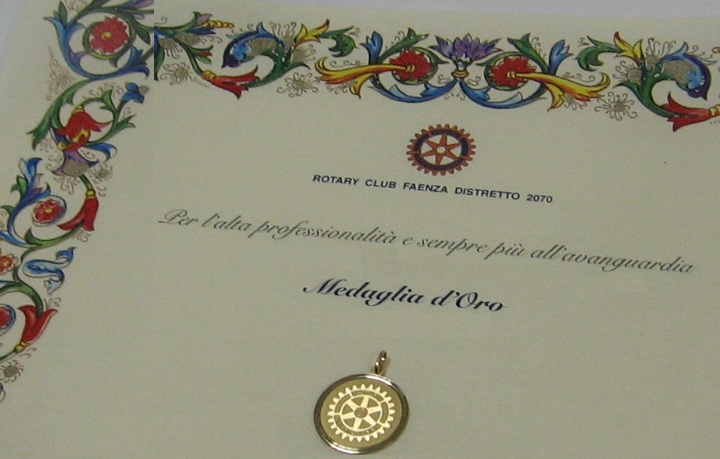 ROTARY CLUB FAENZA DISTRETTO 2070
Per l'alta professionalità e sempre più all'avanguardia
Medaglia d'Oro